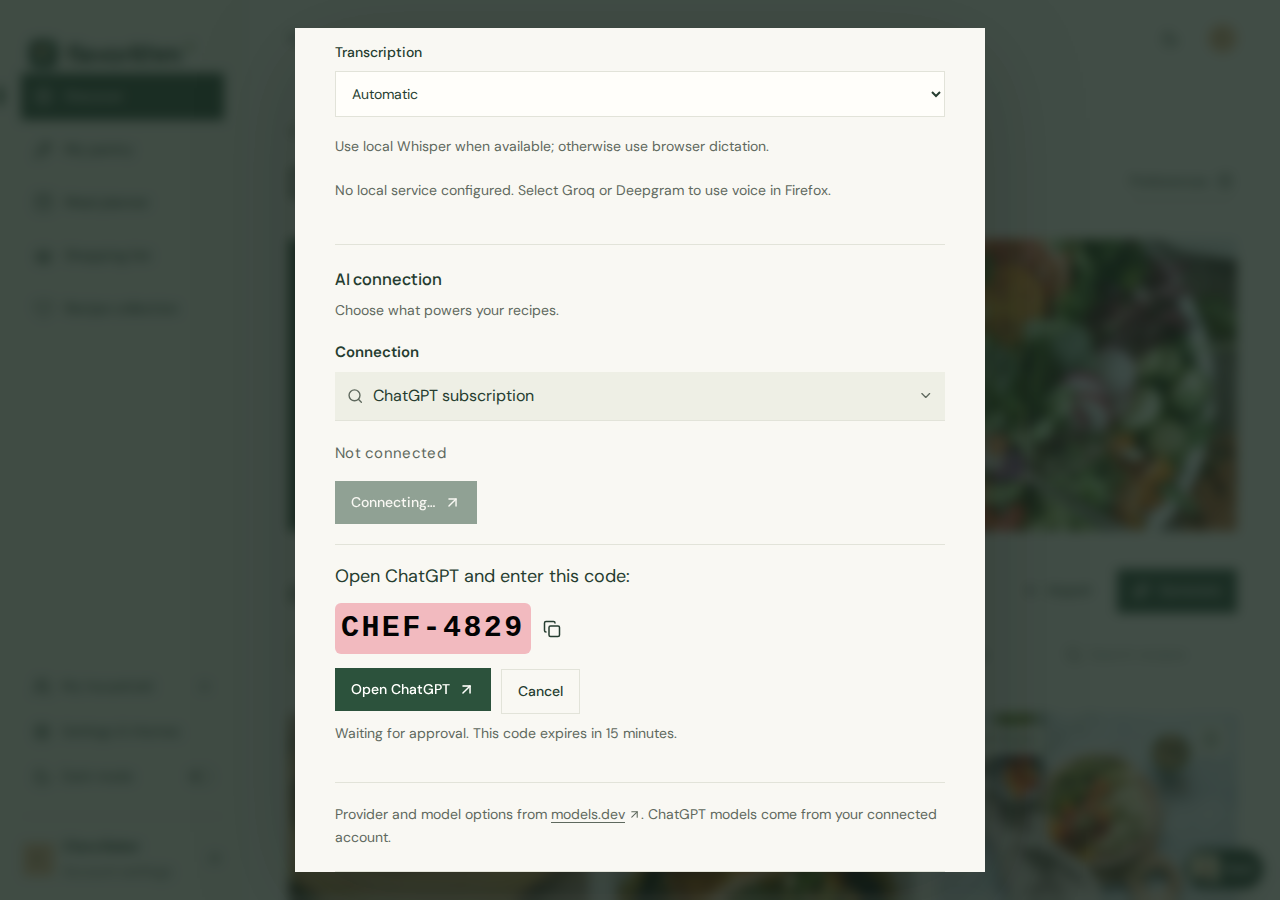 Transcription
Automatic
Use local Whisper when available; otherwise use browser dictation.
No local service configured. Select Groq or Deepgram to use voice in Firefox.
AI connection
Choose what powers your recipes.
Connection
ChatGPT subscription
Not connected
Connecting…
Open ChatGPT and enter this code:
CHEF-4829
Open ChatGPT
Cancel
Waiting for approval. This code expires in 15 minutes.
Provider and model options from models.dev. ChatGPT models come from your connected
account.